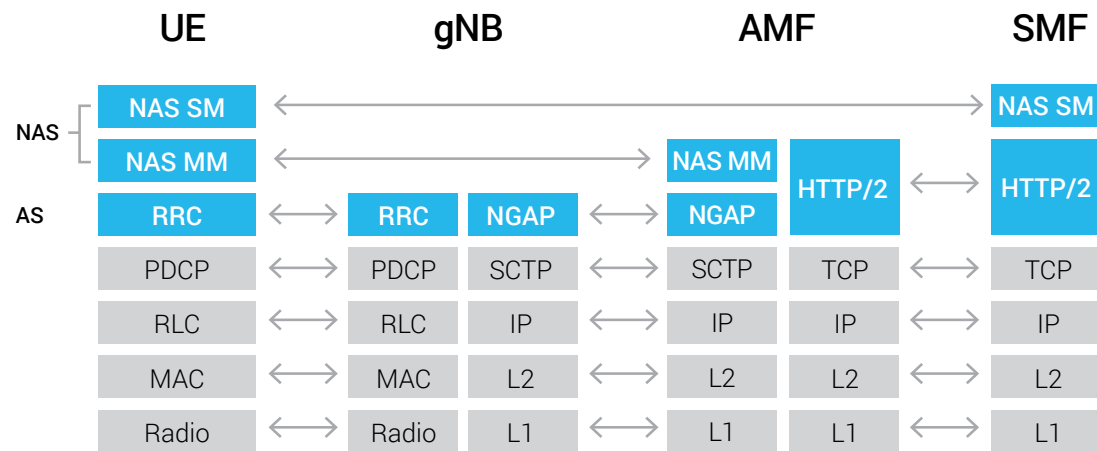 UE gNB AMF SMF
NAS SM NAS SM
NAS
NAS MM NAS MM HTTP/2 HTTP/2
AS RRC RRC NGAP NGAP
PDCP PDCP SCTP SCTP TCP TCP
RLC RLC IP IP IP IP
MAC MAC L2 L2 L2 L2
Radio Radio L1 L1 L1 L1